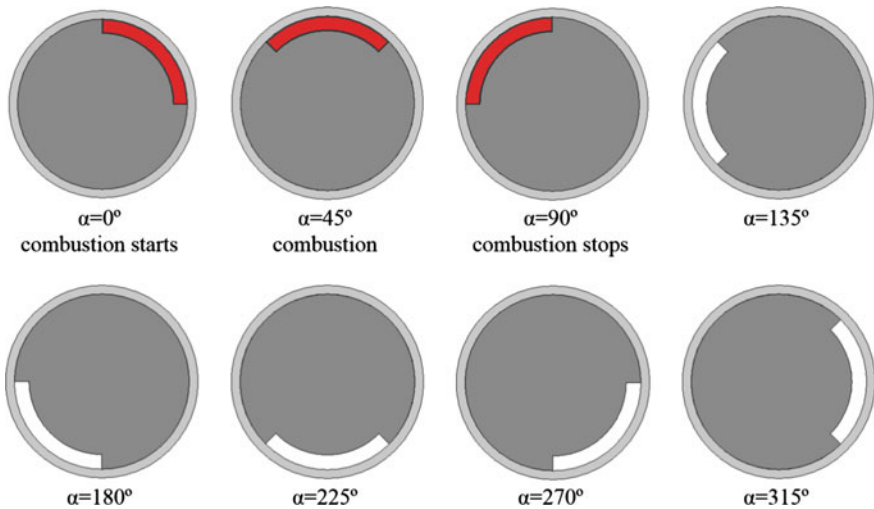 α=0º
combustion starts
α=45º
combustion
α=90º
combustion stops
α=135º
α=180º
α=225º
α=270º
α=315º